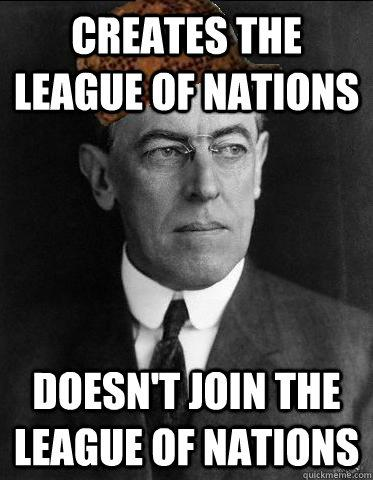 CREATES THE
LEAGUE OF NATIONS
DOESN'T JOIN THE
LEAGUE OF NATIONS
quickmeme.com